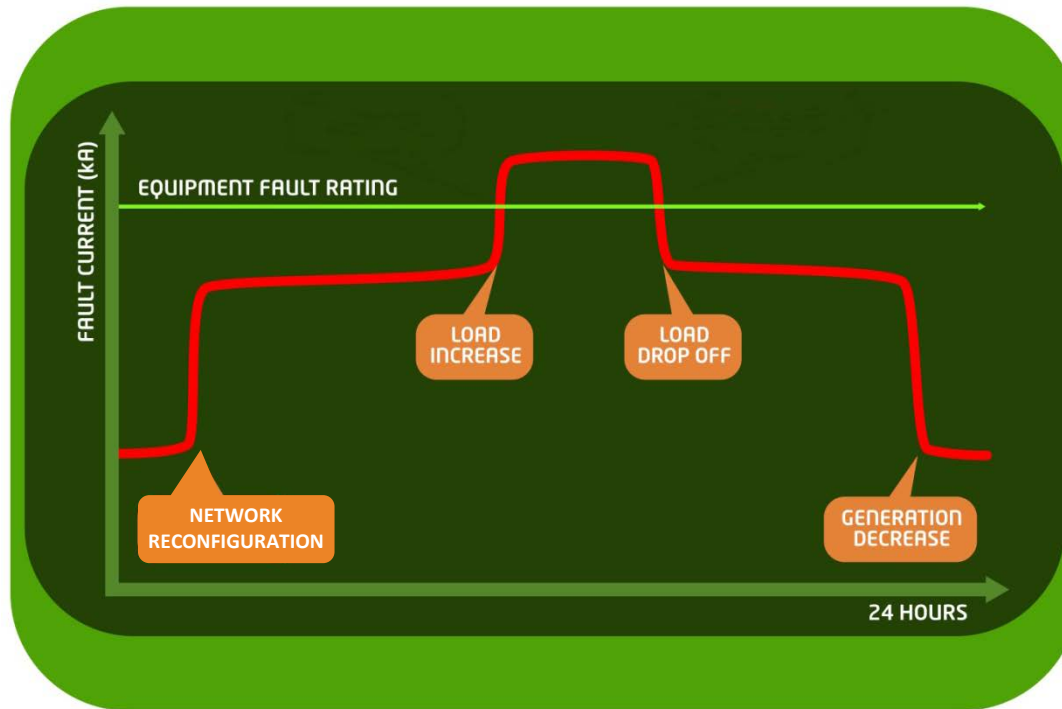 FAULT CURRENT (kA)
EQUIPMENT FAULT RATING
LOAD
INCREASE
LOAD
DROP OFF
NETWORK
RECONFIGURATION
GENERATION
DECREASE
24 HOURS